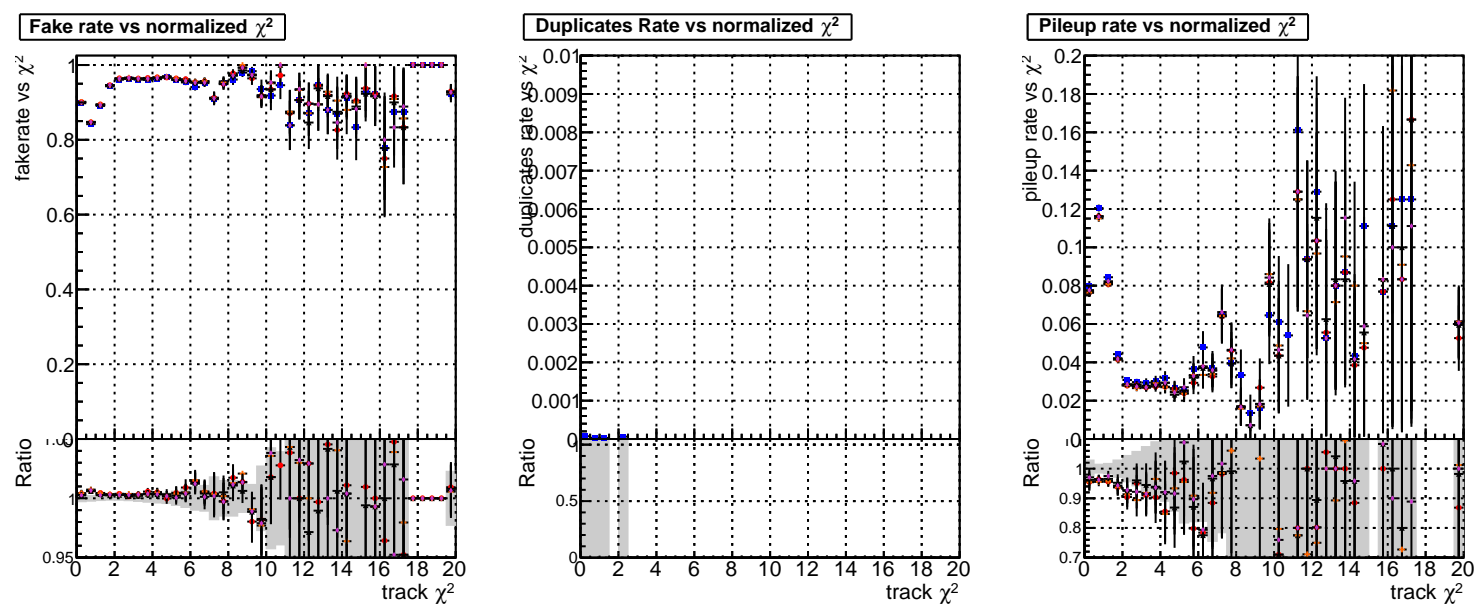 Fake rate vs normalized χ²
fakerate vs χ²
1
0.8
0.6
0.4
0.2
0
Ratio
1
0.95
0 2 4 6 8 10 12 14 16 18 20
track χ²
Duplicates Rate vs normalized χ²
duplicates rate vs χ²
0.01
0.009
0.008
0.007
0.006
0.005
0.004
0.003
0.002
0.001
0
Ratio
0.5
0
0 2 4 6 8 10 12 14 16 18 20
track χ²
Pileup rate vs normalized χ²
pileup rate vs χ²
0.2
0.18
0.16
0.14
0.12
0.1
0.08
0.06
0.04
0.02
Ratio
1
0.9
0.8
0.7
0 2 4 6 8 10 12 14 16 18 20
track χ²